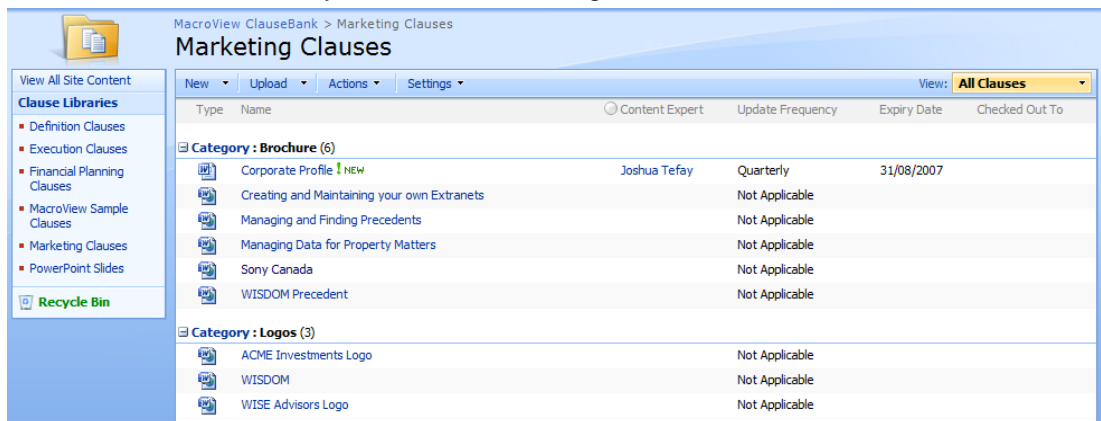 MacroView ClauseBank > Marketing Clauses
Marketing Clauses
View All Site Content
Clause Libraries
Definition Clauses
Execution Clauses
Financial Planning
Clauses
MacroView Sample
Clauses
Marketing Clauses
PowerPoint Slides
Recycle Bin
New Upload Actions Settings View: All Clauses
Type Name Content Expert Update Frequency Expiry Date Checked Out To
Category : Brochure (6)
Corporate Profile ! NEW Joshua Tefay Quarterly 31/08/2007
Creating and Maintaining your own Extranets Not Applicable
Managing and Finding Precedents Not Applicable
Managing Data for Property Matters Not Applicable
Sony Canada Not Applicable
WISDOM Precedent Not Applicable
Category : Logos (3)
ACME Investments Logo Not Applicable
WISDOM Not Applicable
WISE Advisors Logo Not Applicable